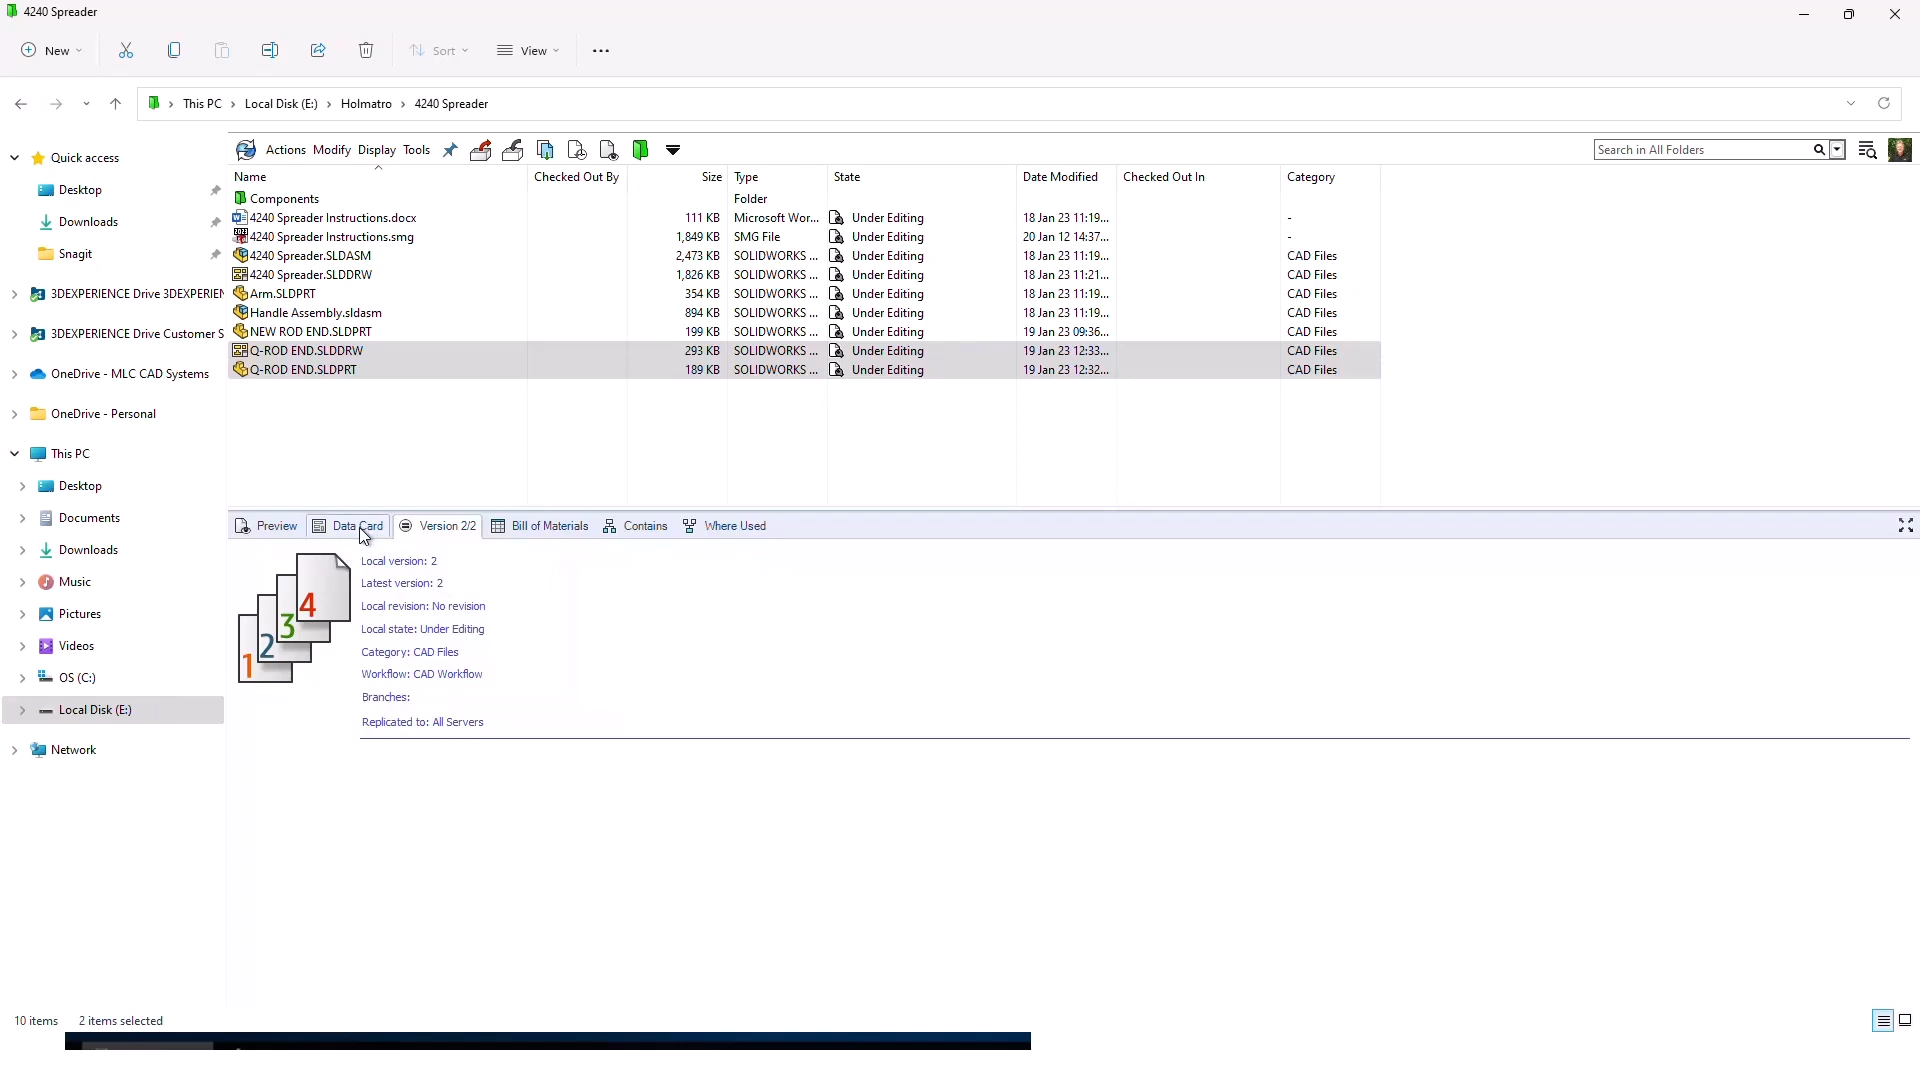 4240 Spreader
New
Sort
View
This PC > Local Disk (E:) > Holmatro > 4240 Spreader
Actions Modify Display Tools
Search in All Folders
Name Checked Out By Size Type State Date Modified Checked Out In Category
Components Folder
4240 Spreader Instructions.docx 111 KB Microsoft Wor... Under Editing 18 Jan 23 11:19... -
4240 Spreader Instructions.smg 1,849 KB SMG File Under Editing 20 Jan 12 14:37... -
4240 Spreader.SLDASM 2,473 KB SOLIDWORKS ... Under Editing 18 Jan 23 11:19... CAD Files
4240 Spreader.SLDDRW 1,826 KB SOLIDWORKS ... Under Editing 18 Jan 23 11:21... CAD Files
Arm.SLDPRT 354 KB SOLIDWORKS ... Under Editing 18 Jan 23 11:19... CAD Files
Handle Assembly.sldasm 894 KB SOLIDWORKS ... Under Editing 18 Jan 23 11:19... CAD Files
NEW ROD END.SLDPRT 199 KB SOLIDWORKS ... Under Editing 19 Jan 23 09:36... CAD Files
Q-ROD END.SLDDRW 293 KB SOLIDWORKS ... Under Editing 19 Jan 23 12:33... CAD Files
Q-ROD END.SLDPRT 189 KB SOLIDWORKS ... Under Editing 19 Jan 23 12:32... CAD Files
Quick access
Desktop
Downloads
Snagit
3DEXPERIENCE Drive 3DEXPERIEN
3DEXPERIENCE Drive Customer S
OneDrive - MLC CAD Systems
OneDrive - Personal
This PC
Desktop
Documents
Downloads
Music
Pictures
Videos
OS (C:)
Local Disk (E:)
Network
Preview Data Card Version 2/2 Bill of Materials Contains Where Used
1
2
3
4
Local version: 2
Latest version: 2
Local revision: No revision
Local state: Under Editing
Category: CAD Files
Workflow: CAD Workflow
Branches:
Replicated to: All Servers
10 items 2 items selected